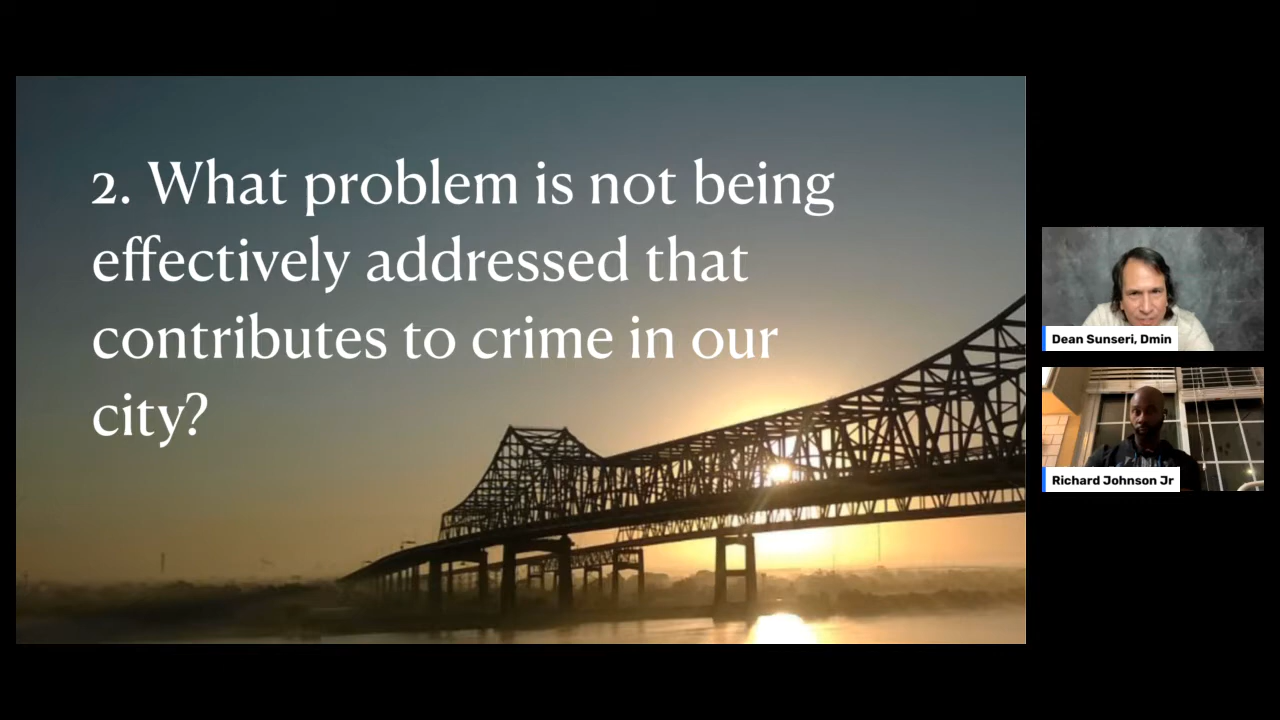 2. What problem is not being
effectively addressed that
contributes to crime in our
city?
Dean Sunseri, Dmin
Richard Johnson Jr